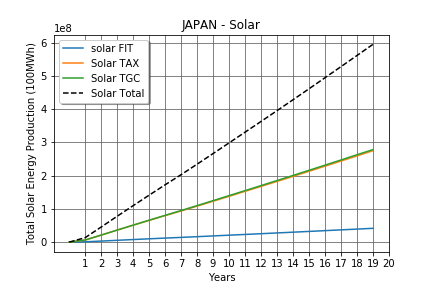 JAPAN - Solar
1e8
6
5
4
3
2
1
0
Total Solar Energy Production (100MWh)
solar FIT
Solar TAX
Solar TGC
Solar Total
1 2 3 4 5 6 7 8 9 10 11 12 13 14 15 16 17 18 19 20
Years